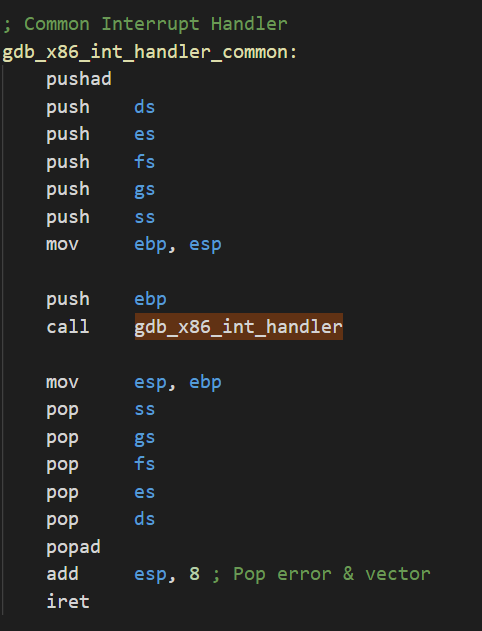 ; Common Interrupt Handler
gdb_x86_int_handler_common:
    pushad
    push    ds
    push    es
    push    fs
    push    gs
    push    ss
    mov     ebp, esp

    push    ebp
    call    gdb_x86_int_handler

    mov     esp, ebp
    pop     ss
    pop     gs
    pop     fs
    pop     es
    pop     ds
    popad
    add     esp, 8 ; Pop error & vector
    iret